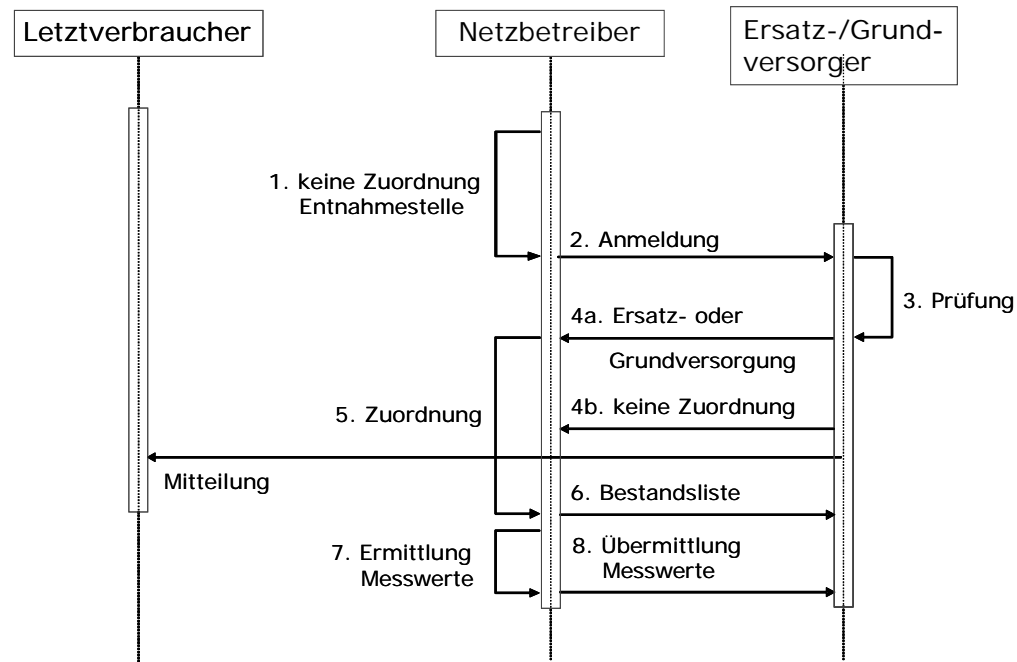 Letztverbraucher
Netzbetreiber
Ersatz-/Grund-
versorger
1. keine Zuordnung
Entnahmestelle
2. Anmeldung
3. Prüfung
4a. Ersatz- oder
Grundversorgung
5. Zuordnung
4b. keine Zuordnung
Mitteilung
6. Bestandsliste
7. Ermittlung
Messwerte
8. Übermittlung
Messwerte